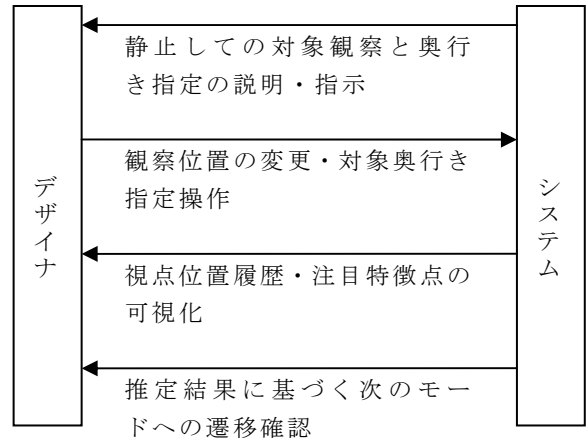 デザイナ
静止しての対象観察と奥行
き指定の説明・指示
観察位置の変更・対象奥行き
指定操作
視点位置履歴・注目特徴点の
可視化
推定結果に基づく次のモー
ドへの遷移確認
システム